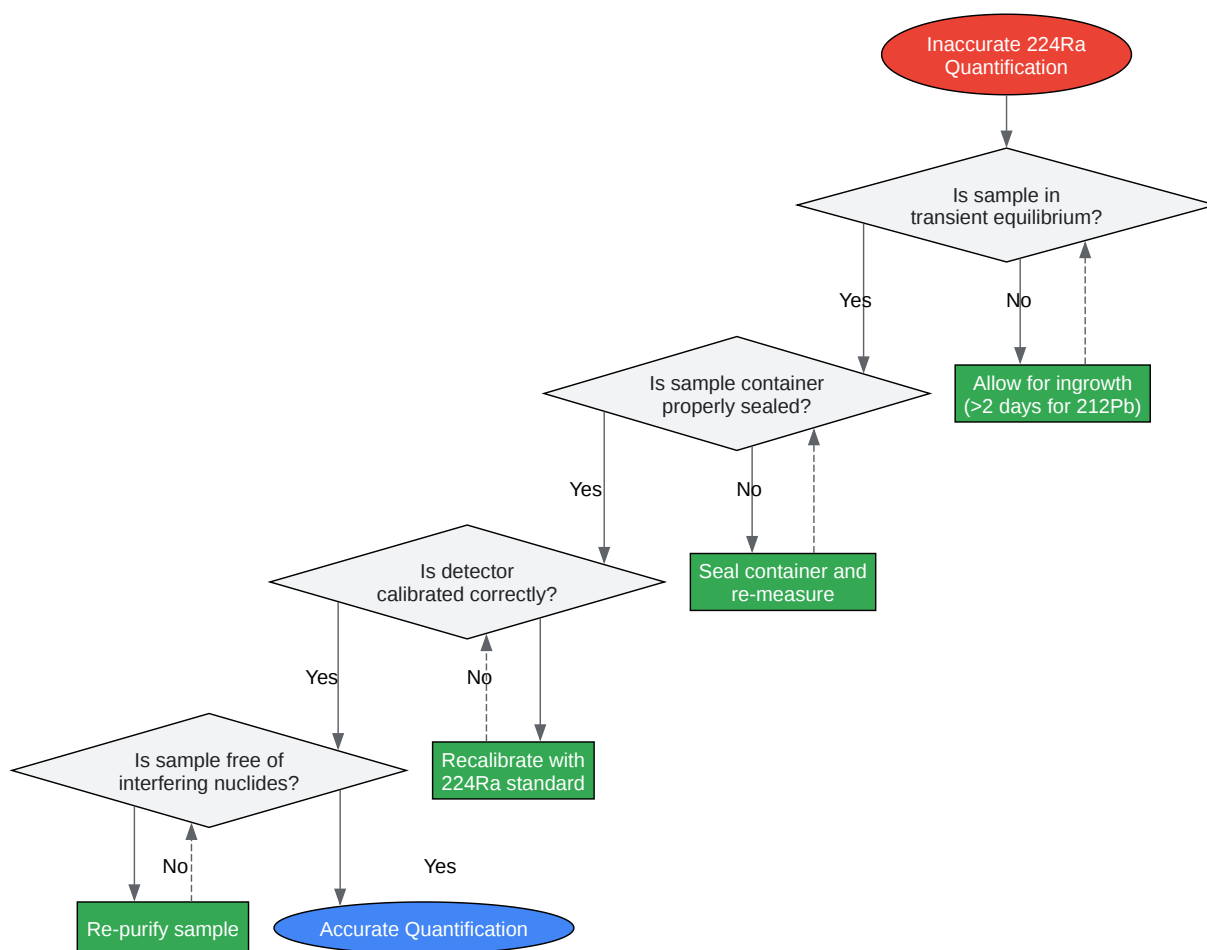 Inaccurate 224Ra
Quantification
Is sample in
transient equilibrium?
Yes
No
Is sample container
properly sealed?
Allow for ingrowth
(>2 days for 212Pb)
Yes
No
Is detector
calibrated correctly?
Seal container and
re-measure
Yes
No
Is sample free of
interfering nuclides?
Recalibrate with
224Ra standard
No
Yes
Re-purify sample
Accurate Quantification